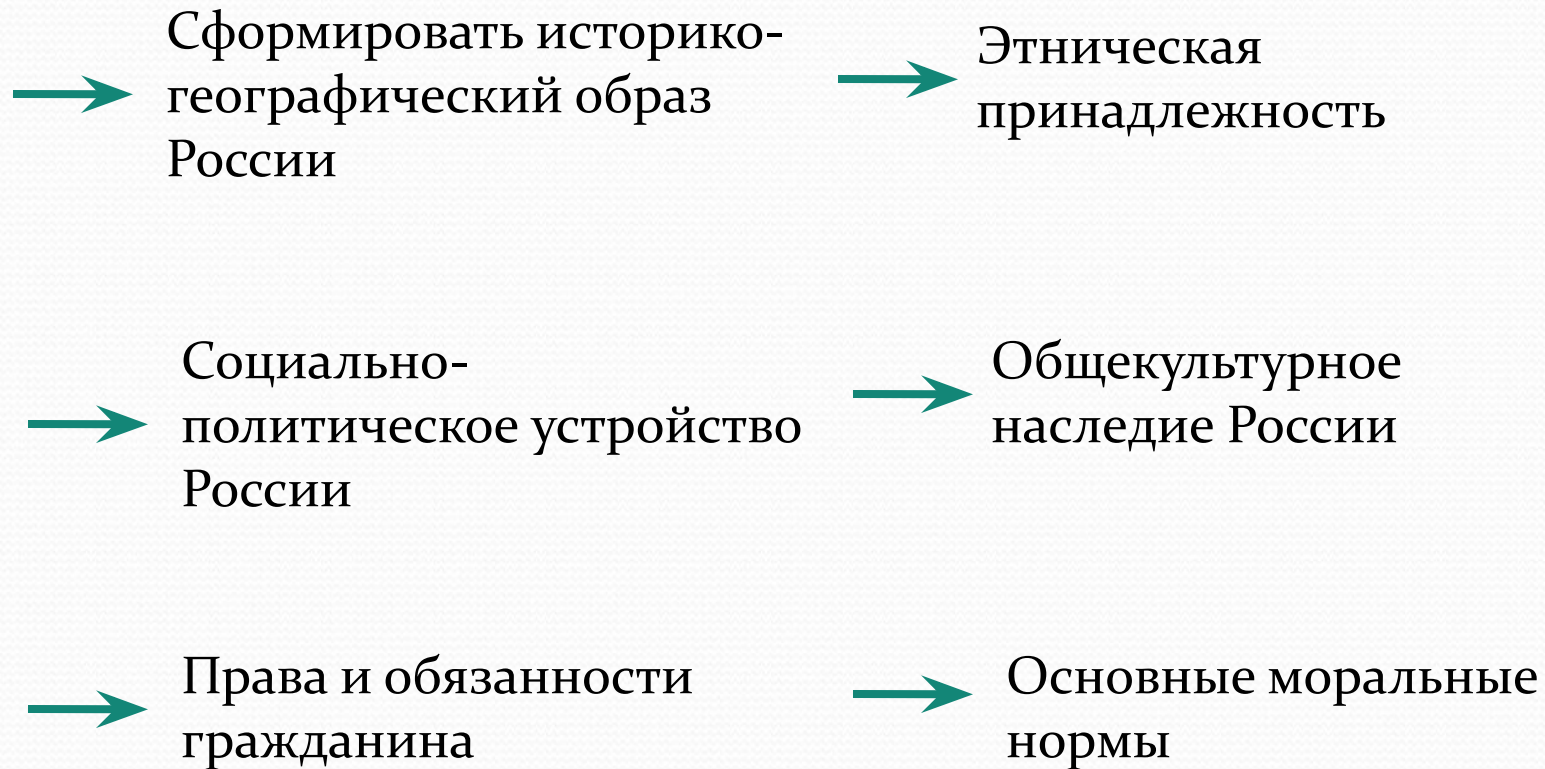 Сформировать историко-
географический образ
России
Этническая
принадлежность
Социально-
политическое устройство
России
Общекультурное
наследие России
Права и обязанности
гражданина
Основные моральные
нормы